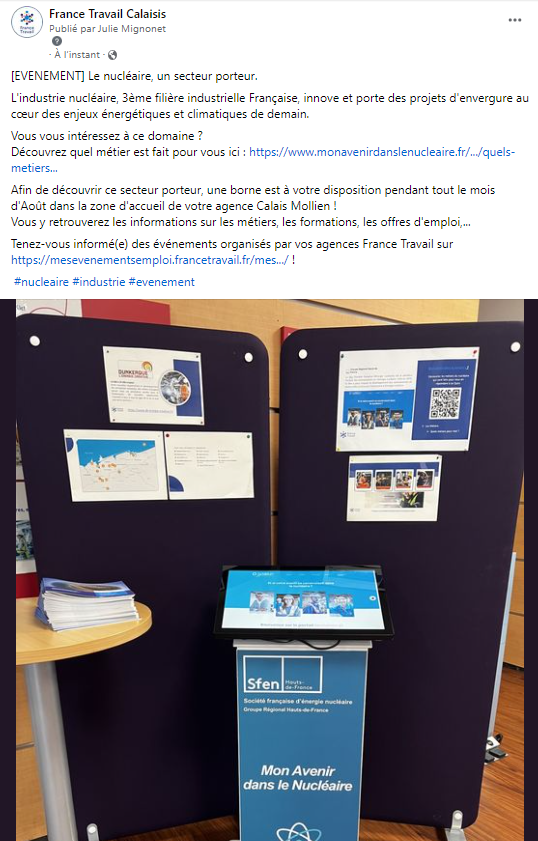 France Travail Calaisis
Publié par Julie Mignonet
· À l'instant ·
[EVENEMENT] Le nucléaire, un secteur porteur.
L'industrie nucléaire, 3ème filière industrielle Française, innove et porte des projets d'envergure au
cœur des enjeux énergétiques et climatiques de demain.
Vous vous intéressez à ce domaine ?
Découvrez quel métier est fait pour vous ici : https://www.monavenirdanslenucleaire.fr/.../quels-
metiers...
Afin de découvrir ce secteur porteur, une borne est à votre disposition pendant tout le mois
d'Août dans la zone d'accueil de votre agence Calais Mollien !
Vous y retrouverez les informations sur les métiers, les formations, les offres d'emploi,...
Tenez-vous informé(e) des événements organisés par vos agences France Travail sur
https://mesevenementsemploi.francetravail.fr/mes.../ !
#nucleaire #industrie #evenement
DUNKERQUE
Sfen Hauts-
de-France
Société française d'énergie nucléaire
Groupe Régional Hauts-de-France
Mon Avenir
dans le Nucléaire